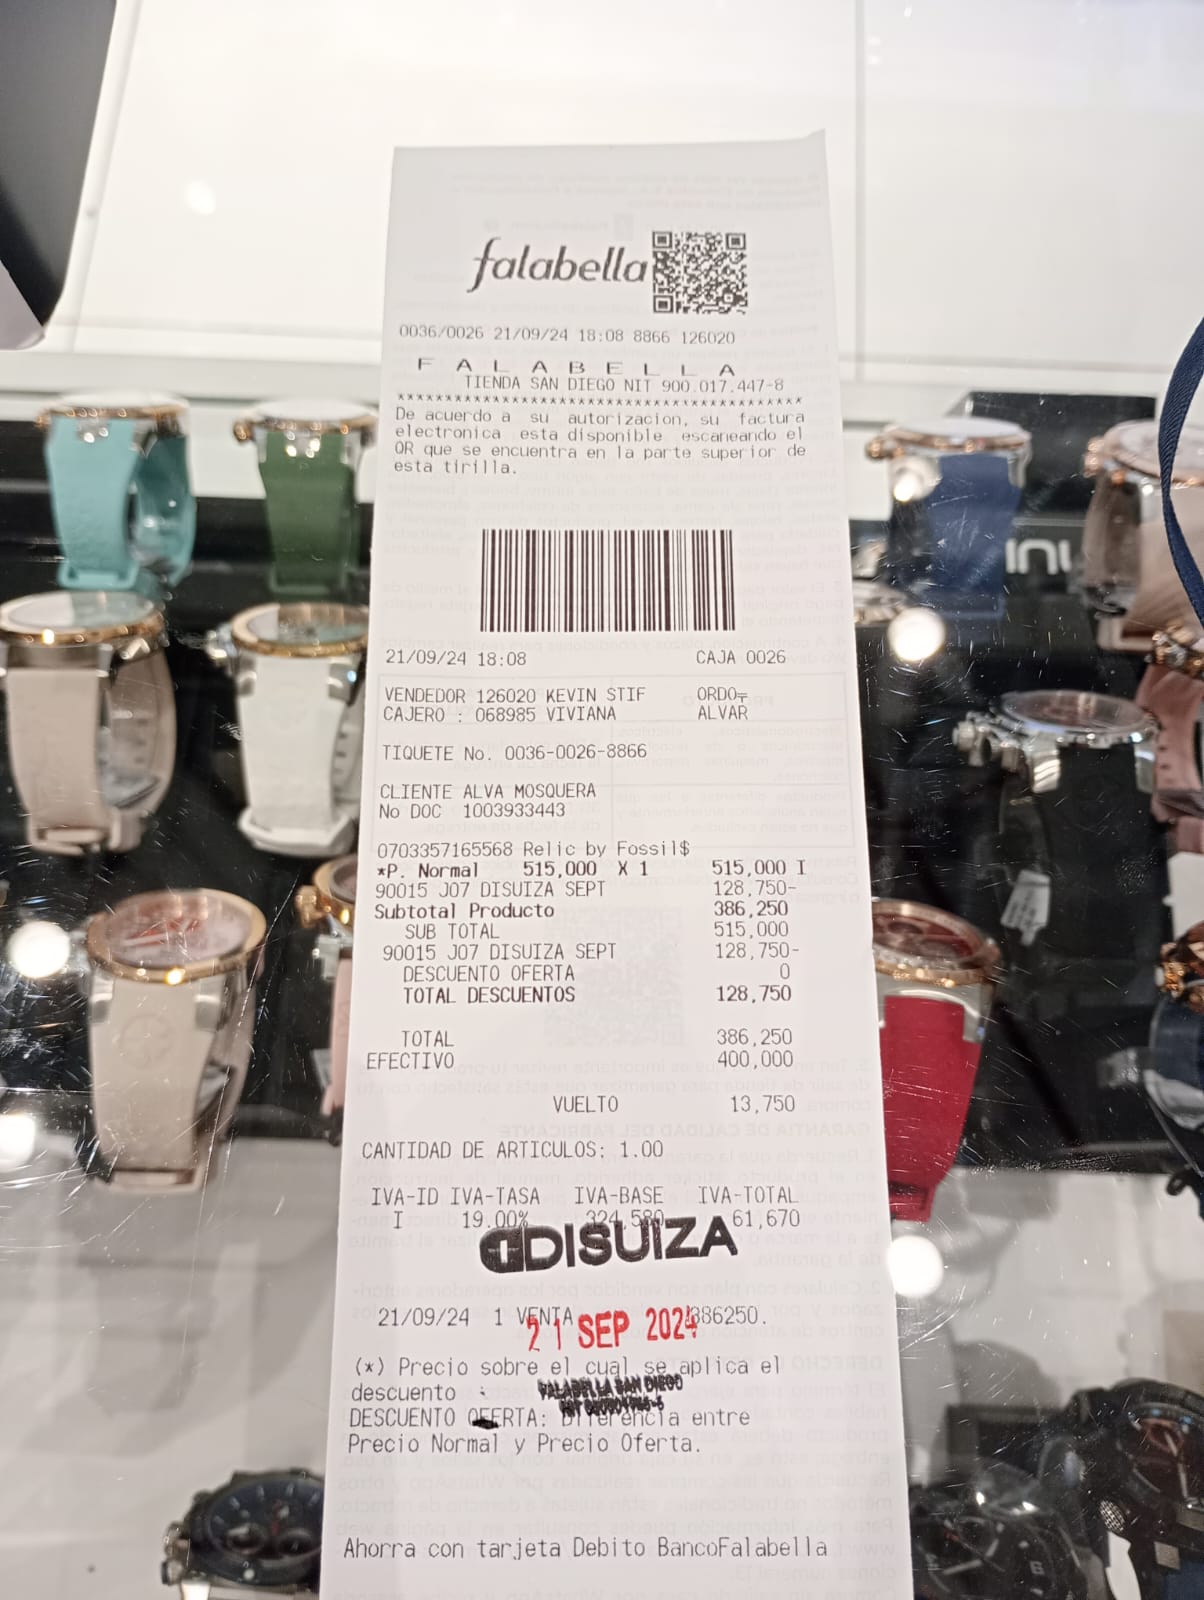 falabella
0036/0026 21/09/24 18:08 8866 126020
FALABELLA
TIENDA SAN DIEGO NIT 900.017.447-8
******************************************
De acuerdo a su autorizacion, su factura
electronica esta disponible escaneando el
QR que se encuentra en la parte superior de
esta tirilla.
21/09/24 18:08 CAJA 0026
VENDEDOR 126020 KEVIN STIF ORDO
CAJERO : 068985 VIVIANA ALVAR
TIQUETE No. 0036-0026-8866
CLIENTE ALVA MOSQUERA
No DOC 1003933443
0703357165568 Relic by Fossil$
*P. Normal 515,000 X 1 515,000 I
90015 J07 DISUIZA SEPT 128,750-
Subtotal Producto 386,250
SUB TOTAL 515,000
90015 J07 DISUIZA SEPT 128,750-
DESCUENTO OFERTA 0
TOTAL DESCUENTOS 128,750
TOTAL 386,250
EFECTIVO 400,000
VUELTO 13,750
CANTIDAD DE ARTICULOS: 1.00
IVA-ID IVA-TASA IVA-BASE IVA-TOTAL
I 19.00% 324,580 61,670
DISUIZA
21/09/24 1 VENTA 386250.
21 SEP 2024
(*) Precio sobre el cual se aplica el
descuento :
FALABELLA SAN DIEGO
DESCUENTO OFERTA: Diferencia entre
Precio Normal y Precio Oferta.
Ahorra con tarjeta Debito BancoFalabella